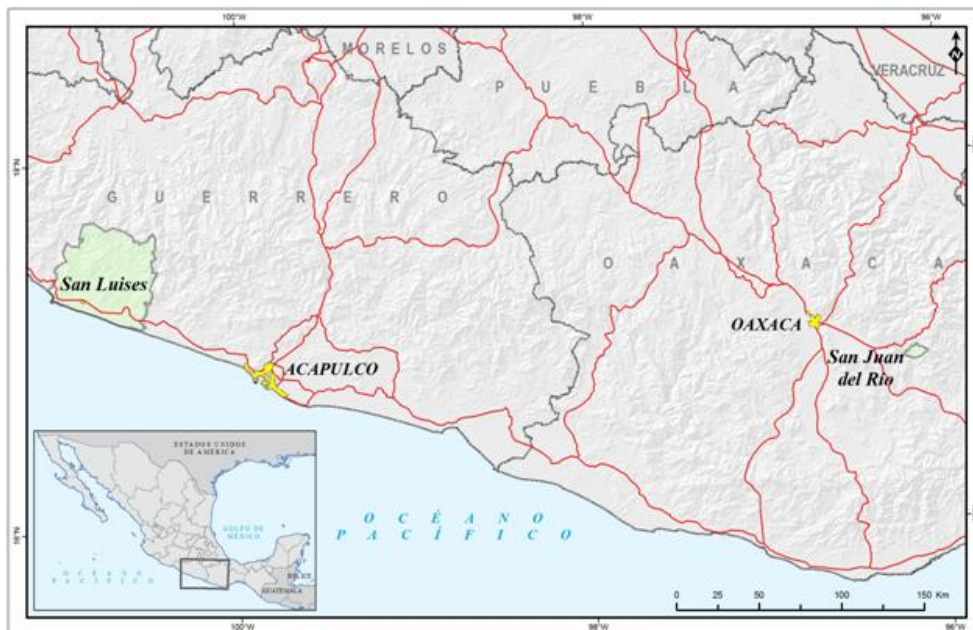 100°W
98°W
96°W
MORELOS
PUEBLA
VERACRUZ
N
18°N
GUERRERO
San Luises
OAXACA
OAXACA
San Juan
del Río
ACAPULCO
ESTADOS UNIDOS
DE AMÉRICA
GOLFO DE
MÉXICO
OCÉANO
PACÍFICO
BELICE
GUATEMALA
OCÉANO
PACÍFICO
16°N
0 25 50 100 150 Km
100°W
98°W
96°W